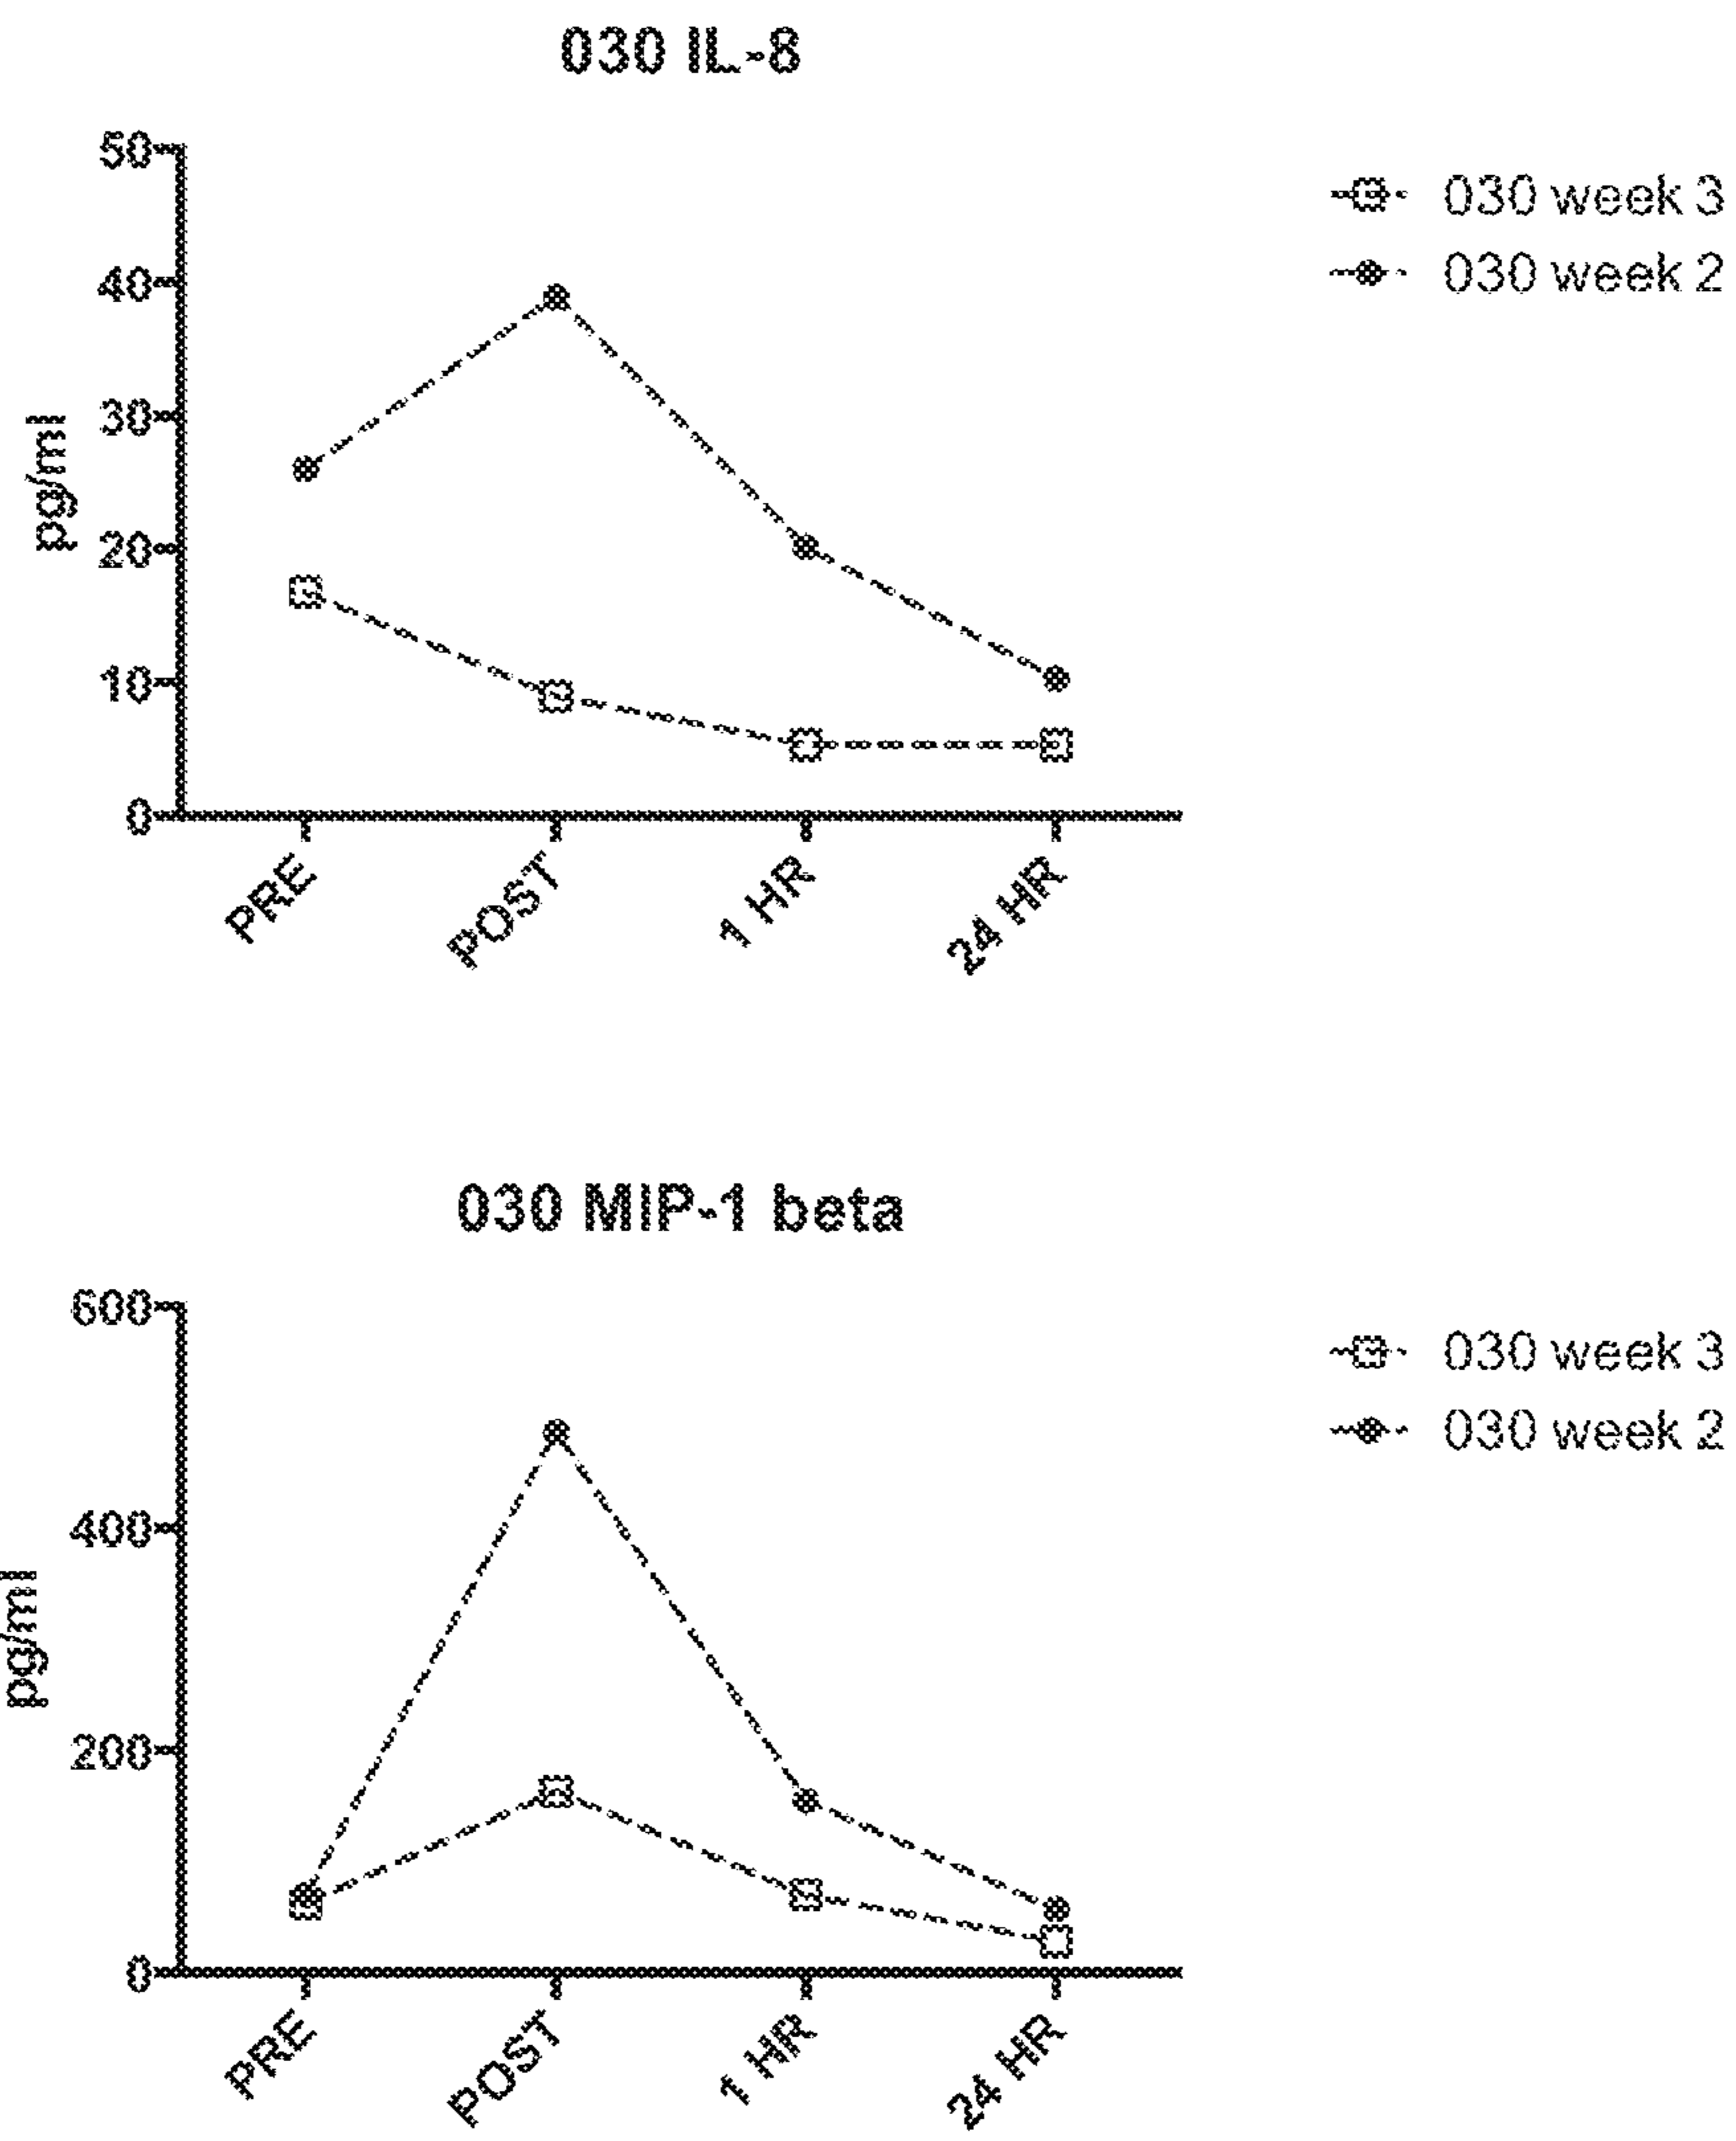 030 IL-8
50
40
30
20
10
0
pg/ml
PRE
POST
1 HR
24 HR
030 week 3
030 week 2
030 MIP-1 beta
600
400
200
0
pg/ml
PRE
POST
1 HR
24 HR
030 week 3
030 week 2